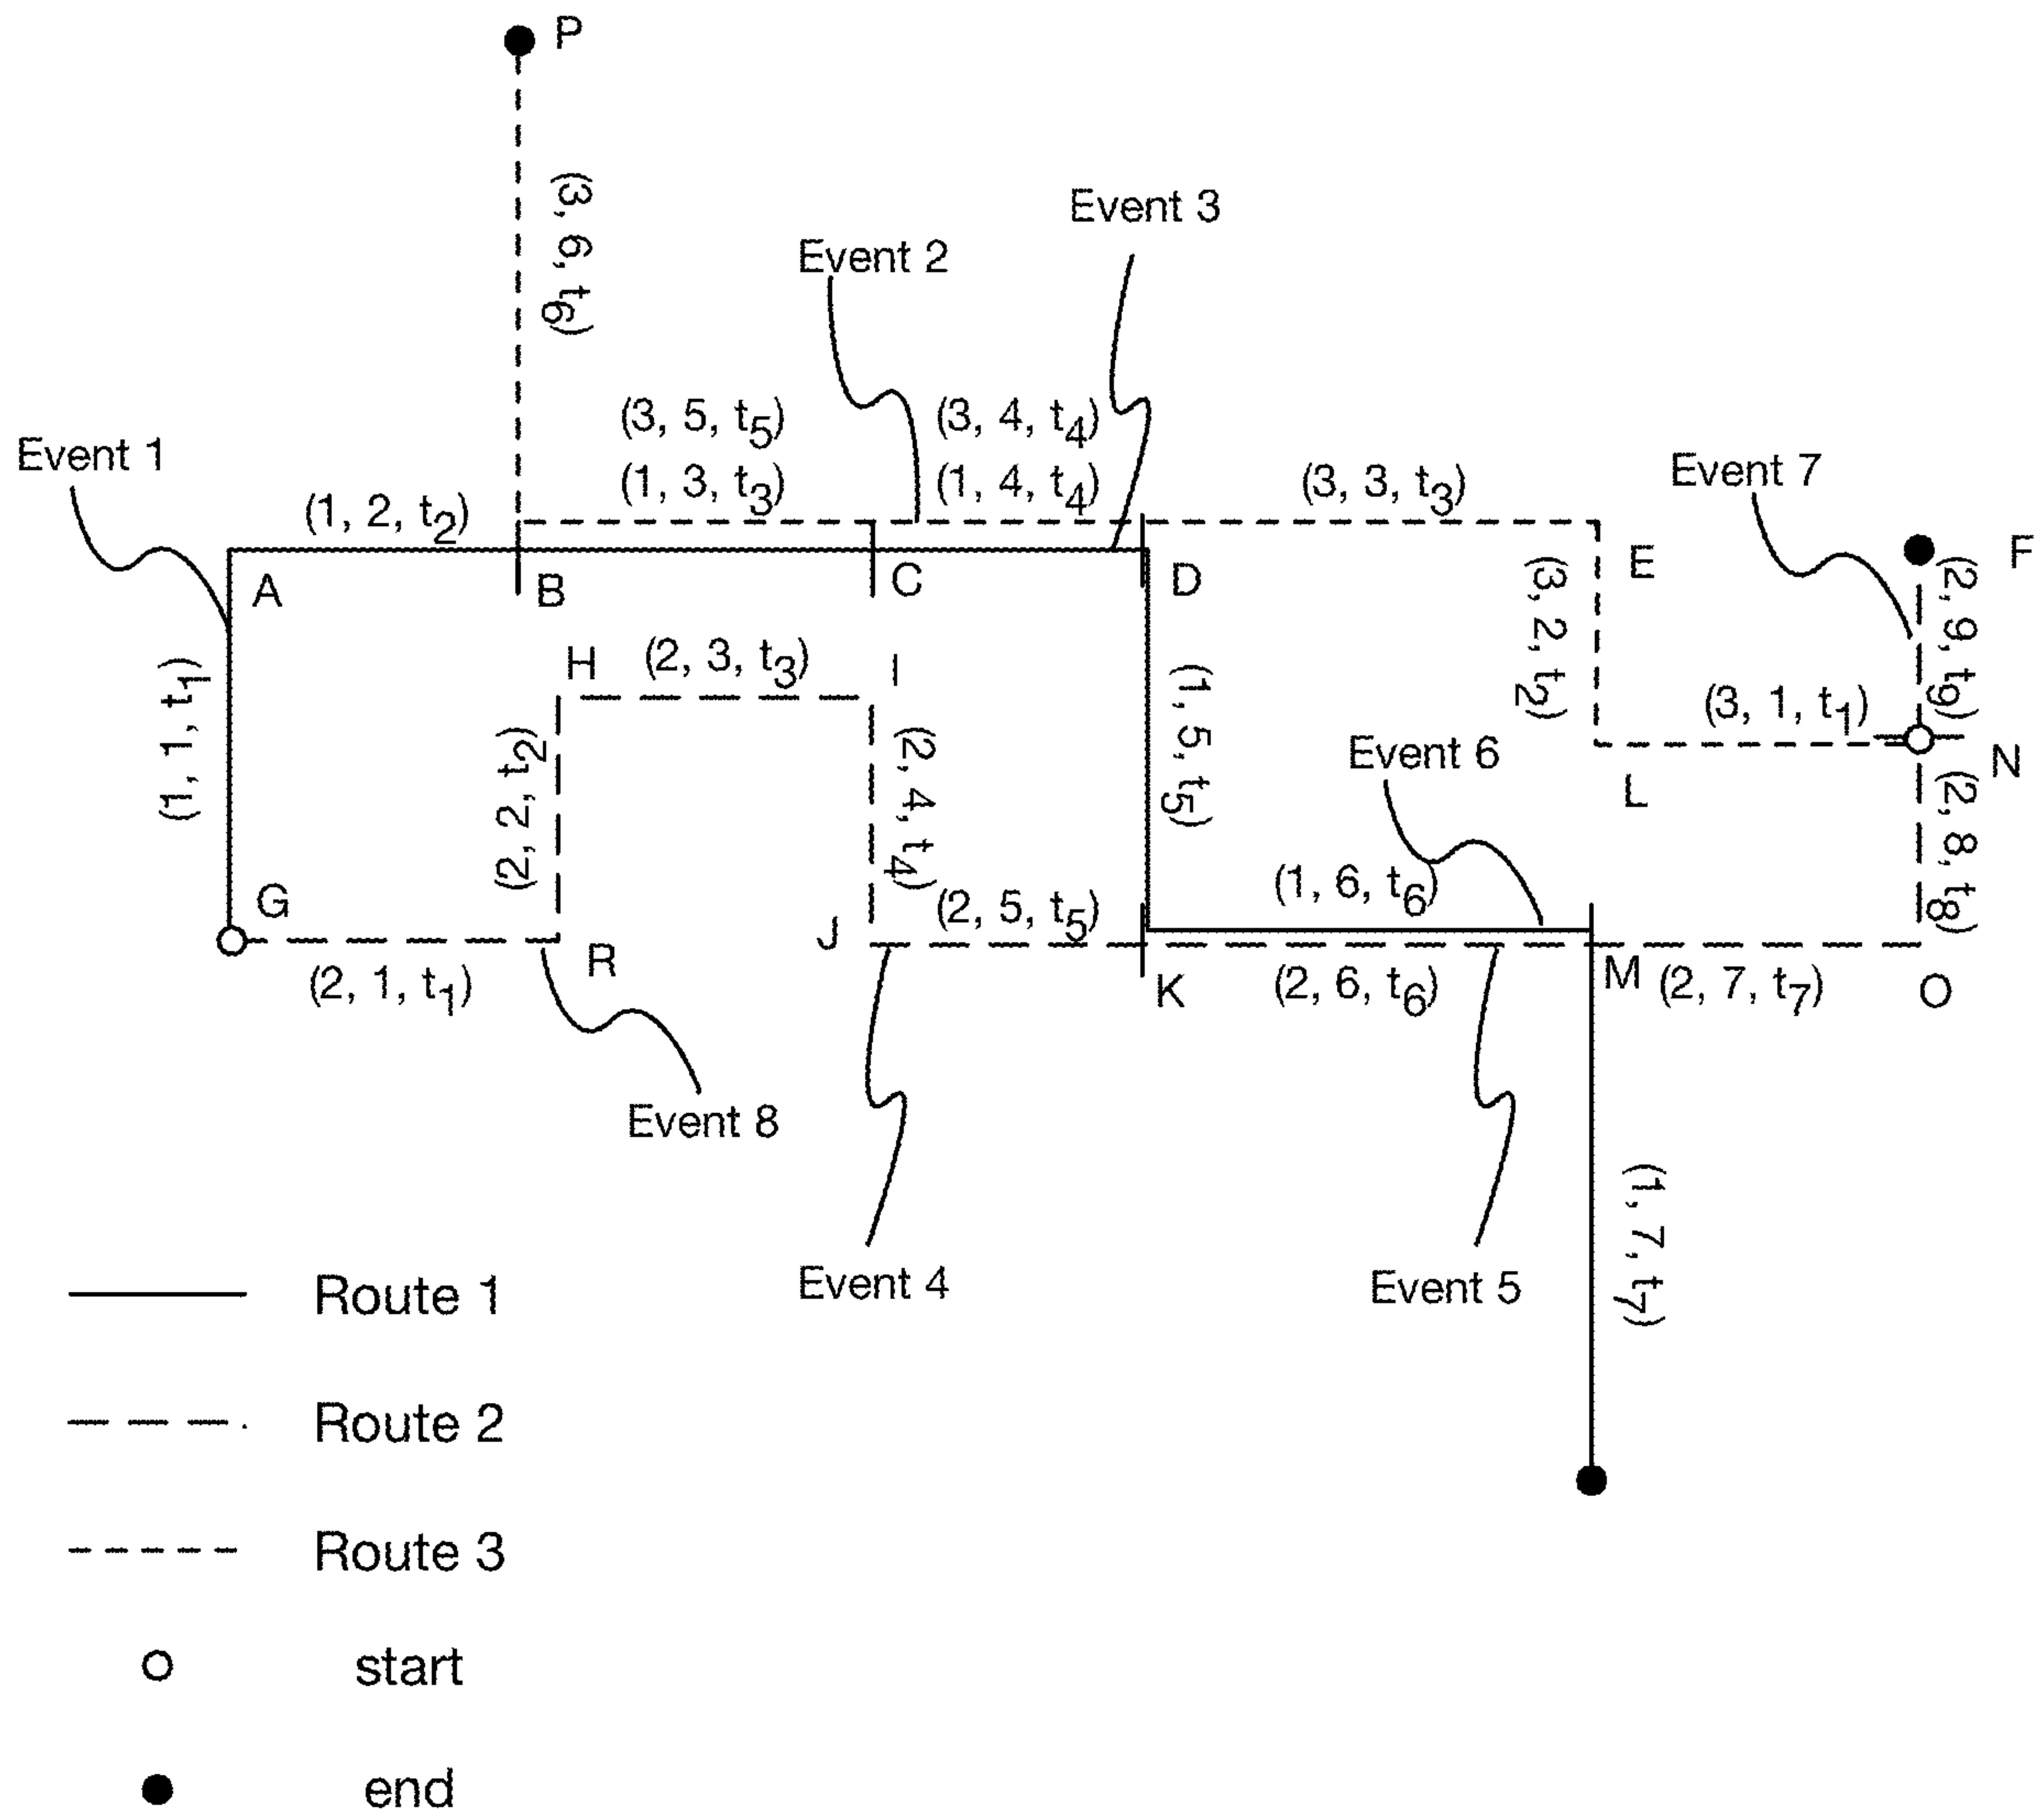 P
(3, 6, t6)
Event 3
Event 2
(3, 5, t5)
(3, 4, t4)
Event 1
(1, 2, t2)
(1, 3, t3)
(1, 4, t4)
(3, 3, t3)
Event 7
A
B
C
D
E
F
(3, 2, t2)
(2, 9, t9)
(1, 1, t1)
H
(2, 3, t3)
I
(1, 5, t5)
(3, 1, t1)
(2, 2, t2)
(2, 4, t4)
Event 6
L
N
(2, 8, t8)
G
(2, 5, t5)
(1, 6, t6)
J
R
(2, 1, t1)
K
(2, 6, t6)
M
(2, 7, t7)
O
Event 8
(1, 7, t7)
Event 4
Event 5
Route 1
Route 2
Route 3
start
end